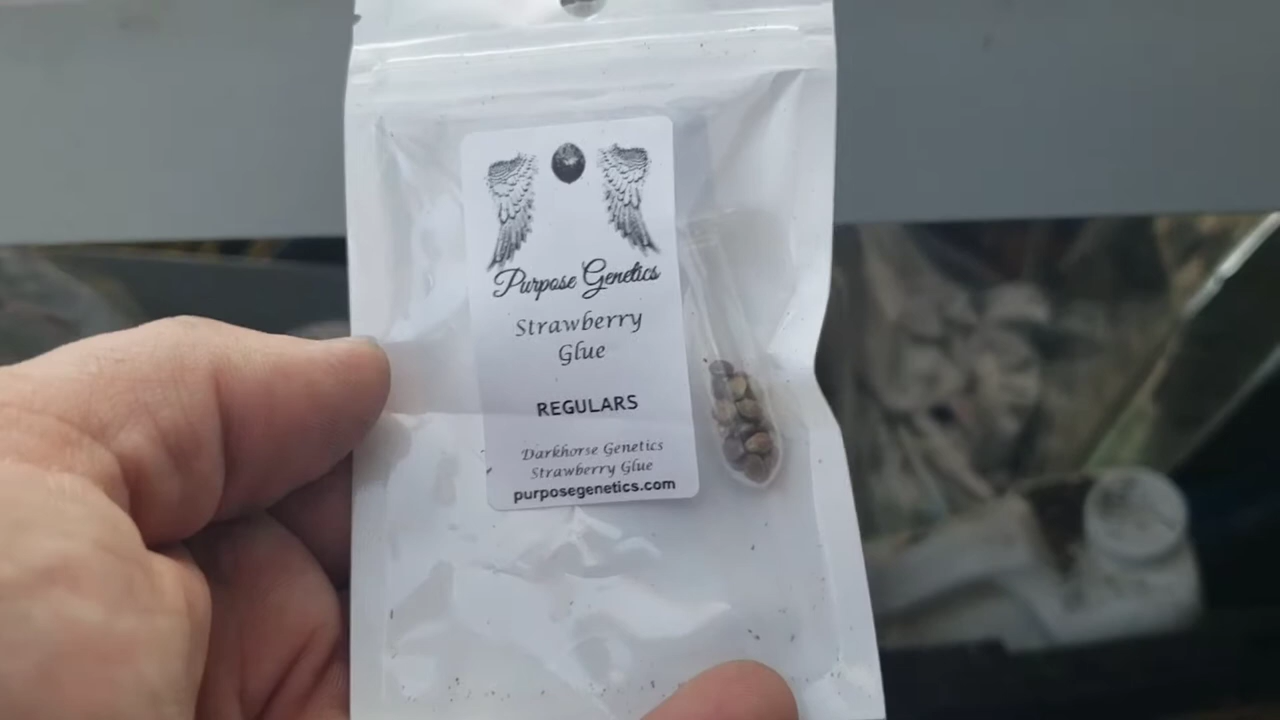 Purpose Genetics
Strawberry
Glue
REGULARS
Darkhorse Genetics
Strawberry Glue
purposegenetics.com